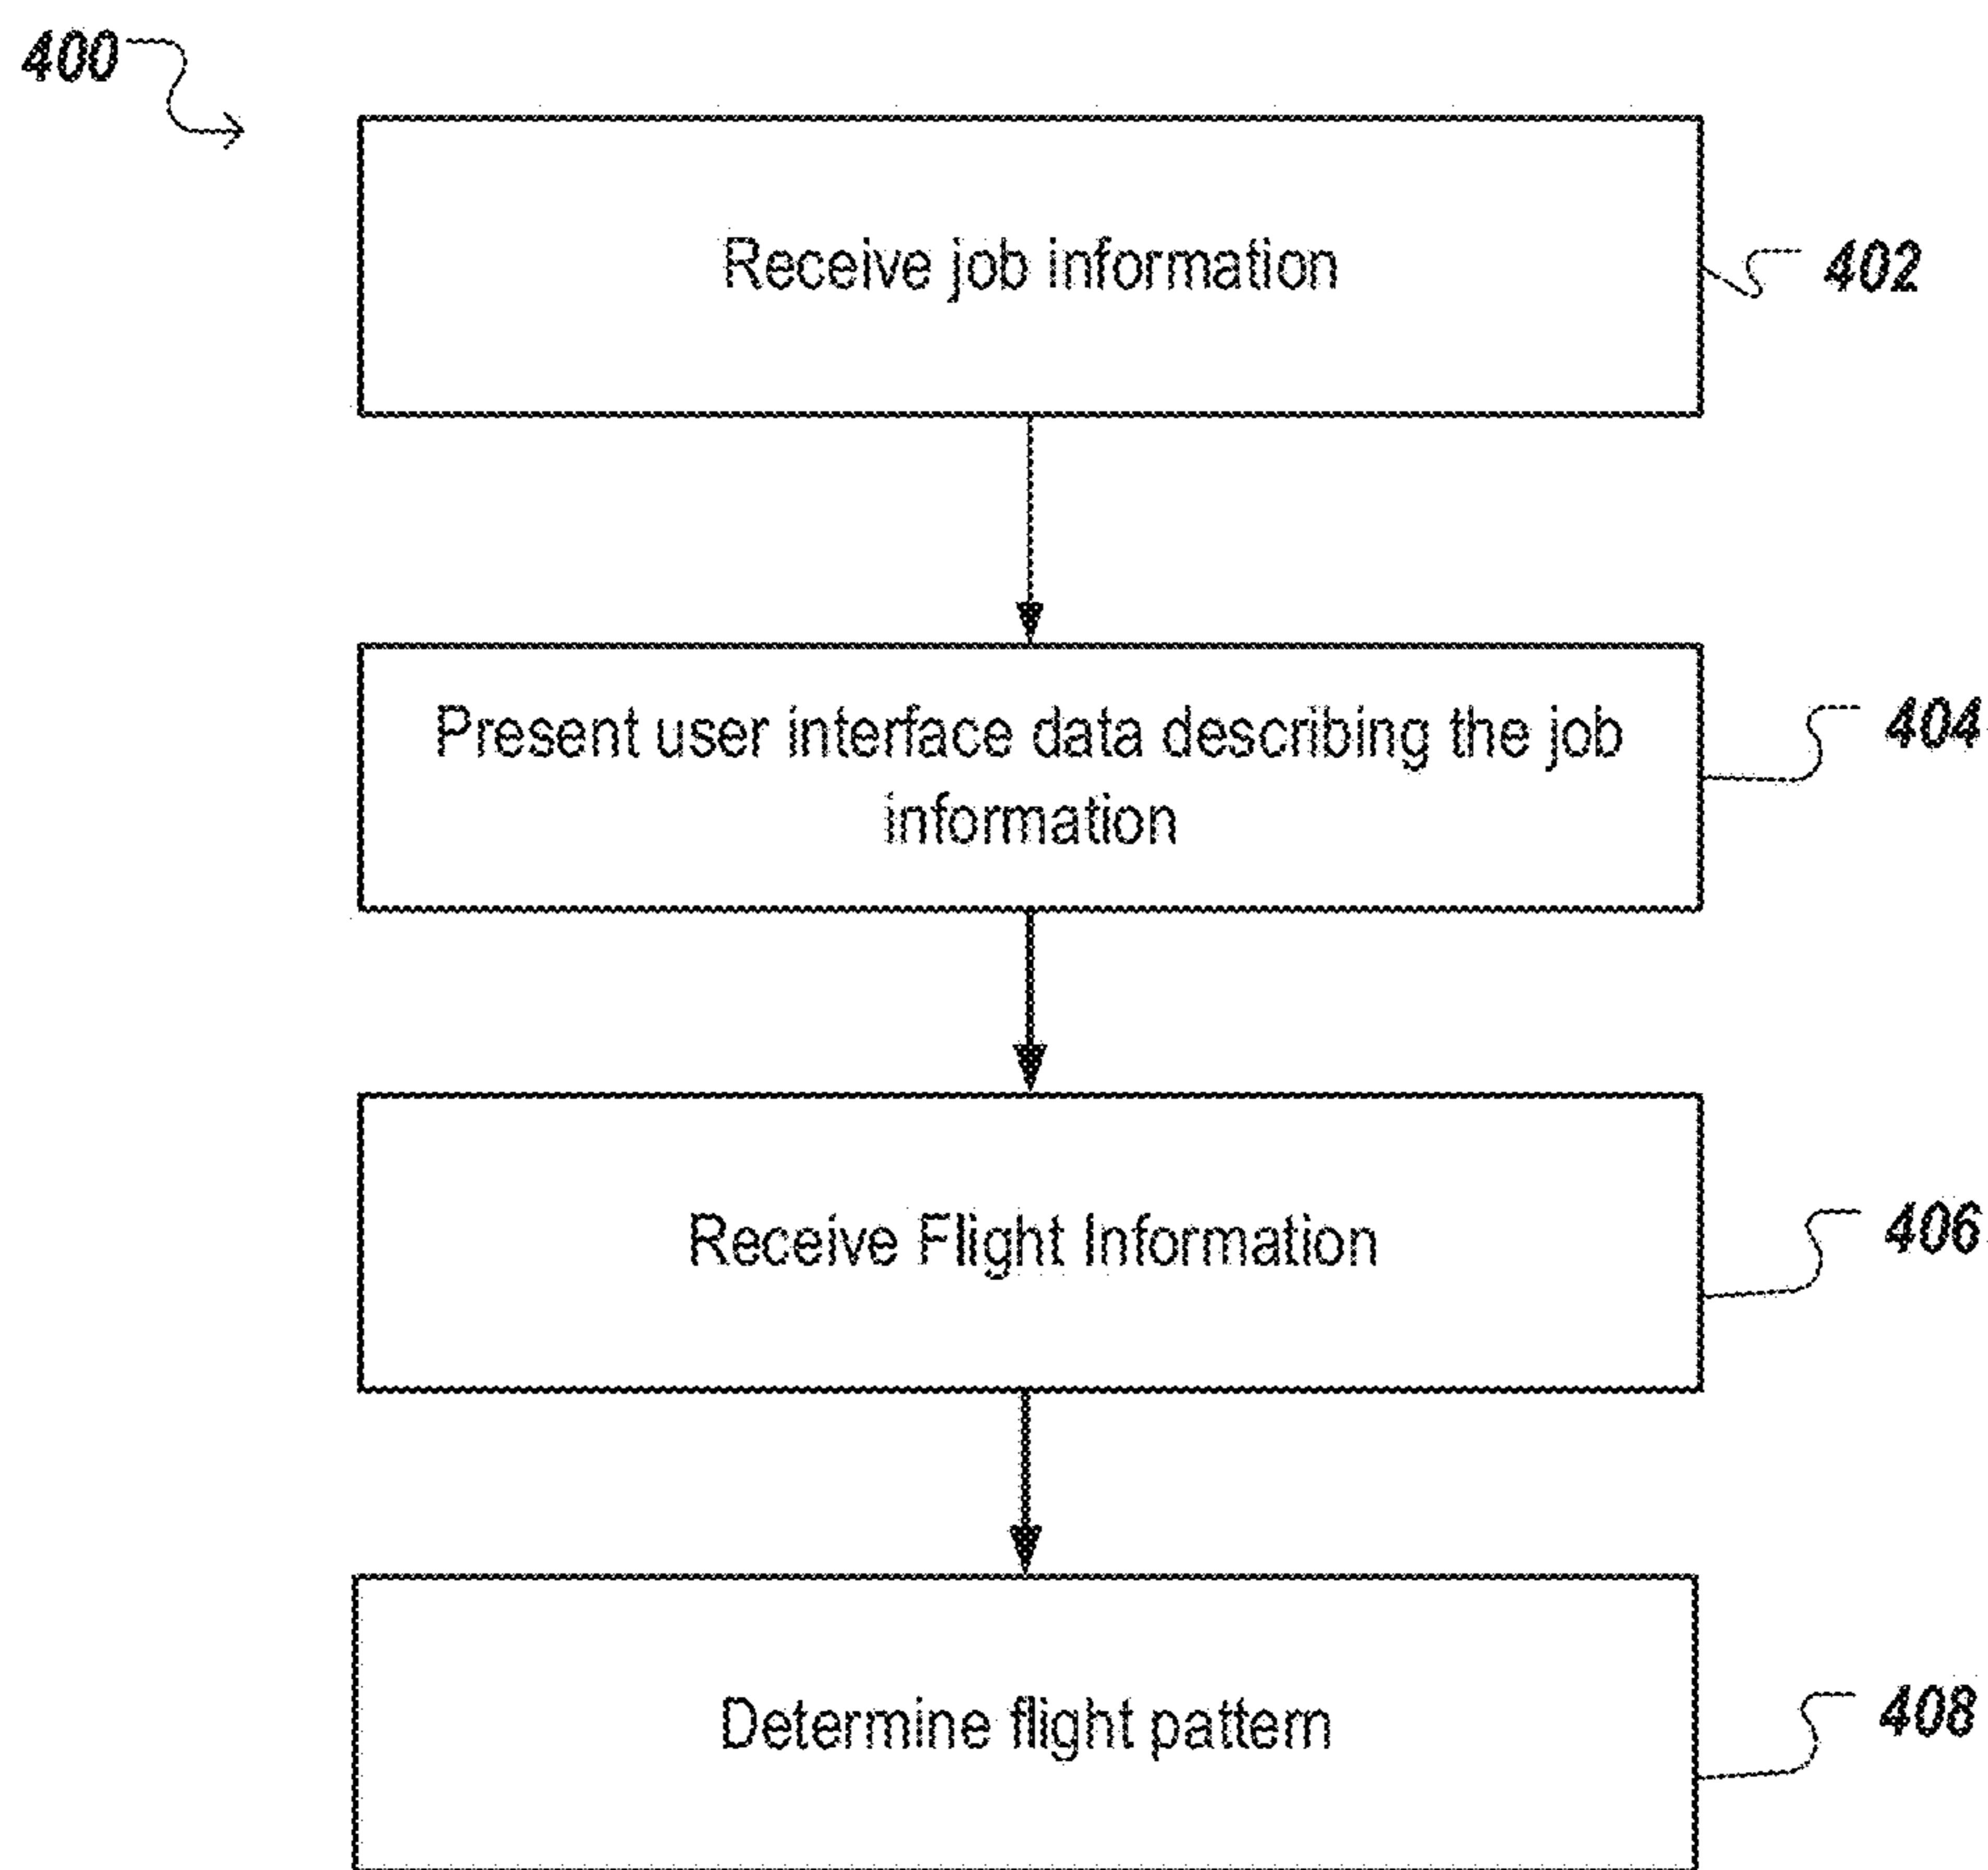 400
Receive job information
402
Present user interface data describing the job
information
404
Receive Flight Information
406
Determine flight pattern
408